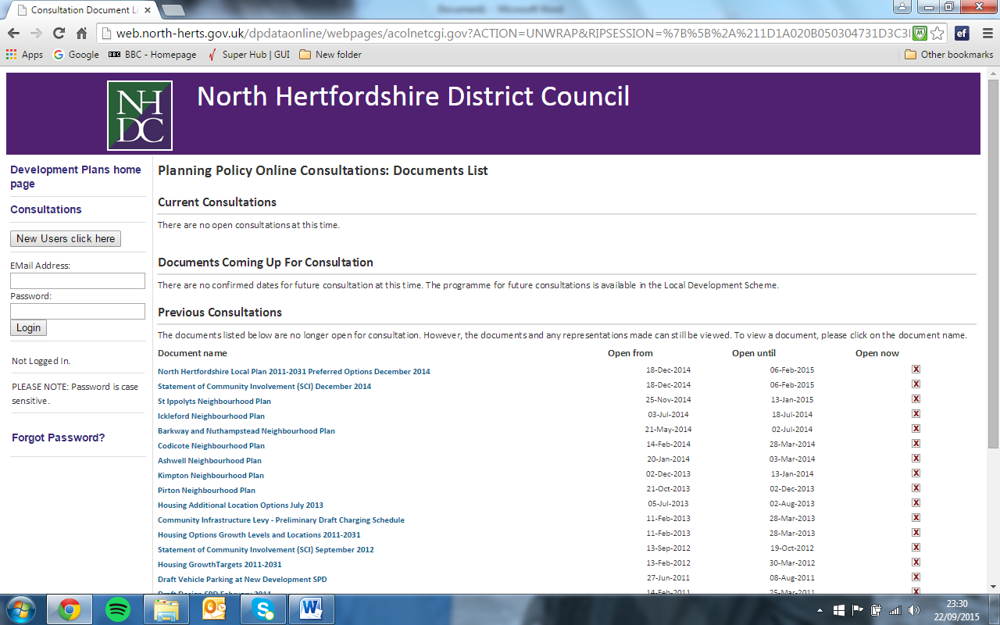 Consultation Document Li
Document1 - Microsoft Word
web.north-herts.gov.uk/dpdataonline/webpages/acolnetcgi.gov?ACTION=UNWRAP&RIPSESSION=%7B%5B%2A%211D1A020B050304731D3C3
Apps Google BBC BBC - Homepage Super Hub | GUI New folder Other bookmarks
ef
NH
DC
North Hertfordshire District Council
Development Plans home
page
Consultations
New Users click here
EMail Address:
Password:
Login
Not Logged In.
PLEASE NOTE: Password is case
sensitive.
Forgot Password?
Planning Policy Online Consultations: Documents List
Current Consultations
There are no open consultations at this time.
Documents Coming Up For Consultation
There are no confirmed dates for future consultation at this time. The programme for future consultations is available in the Local Development Scheme.
Previous Consultations
The documents listed below are no longer open for consultation. However, the documents and any representations made can still be viewed. To view a document, please click on the document name.
Document name Open from Open until Open now
North Hertfordshire Local Plan 2011-2031 Preferred Options December 2014 18-Dec-2014 06-Feb-2015 X
Statement of Community Involvement (SCI) December 2014 18-Dec-2014 06-Feb-2015 X
St Ippolyts Neighbourhood Plan 25-Nov-2014 13-Jan-2015 X
Ickleford Neighbourhood Plan 03-Jul-2014 18-Jul-2014 X
Barkway and Nuthampstead Neighbourhood Plan 21-May-2014 02-Jul-2014 X
Codicote Neighbourhood Plan 14-Feb-2014 28-Mar-2014 X
Ashwell Neighbourhood Plan 20-Jan-2014 03-Mar-2014 X
Kimpton Neighbourhood Plan 02-Dec-2013 13-Jan-2014 X
Pirton Neighbourhood Plan 21-Oct-2013 02-Dec-2013 X
Housing Additional Location Options July 2013 05-Jul-2013 02-Aug-2013 X
Community Infrastructure Levy - Preliminary Draft Charging Schedule 11-Feb-2013 28-Mar-2013 X
Housing Options Growth Levels and Locations 2011-2031 11-Feb-2013 28-Mar-2013 X
Statement of Community Involvement (SCI) September 2012 13-Sep-2012 19-Oct-2012 X
Housing GrowthTargets 2011-2031 13-Feb-2012 30-Mar-2012 X
Draft Vehicle Parking at New Development SPD 27-Jun-2011 08-Aug-2011 X
Draft Design SPD February 2011 14-Feb-2011 25-Mar-2011 X
23:30
22/09/2015